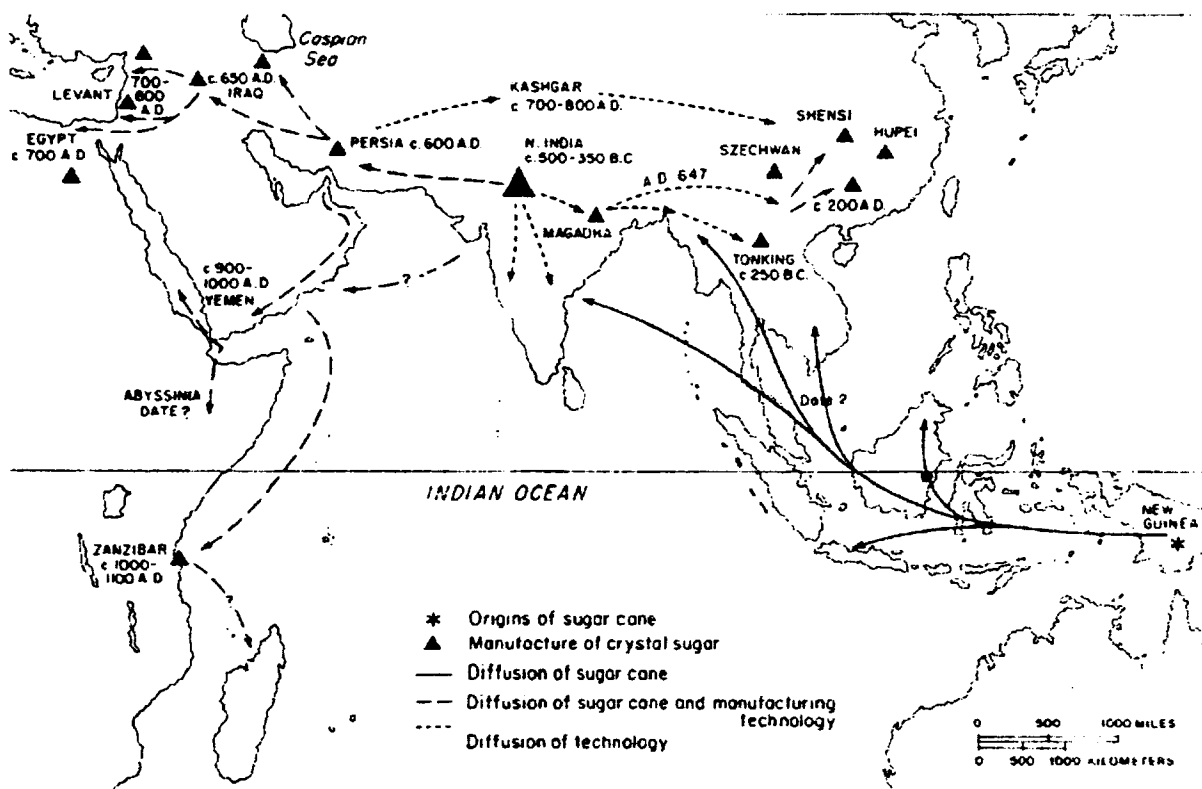 Caspian
Sea
c. 650 A.D.
IRAQ
LEVANT
700-
800
A.D
EGYPT
c 700 A D
PERSIA c. 600 A.D.
KASHGAR
c 700-800 A D.
N. INDIA
c. 500-350 B.C
MAGADHA
A.D 647
SHENSI
HUPEI
SZECHWAN
c. 200 A.D.
TONKING
c 250 B.C.
c 900-
1000 A.D
YEMEN
?
ABYSSINIA
DATE ?
Date ?
INDIAN OCEAN
NEW
GUINEA
ZANZIBAR
c 1000-
1100 A D
?
Origins of sugar cane
Manufacture of crystal sugar
Diffusion of sugar cane
Diffusion of sugar cane and manufacturing
technology
Diffusion of technology
0 500 1000 MILES
0 500 1000 KILOMETERS